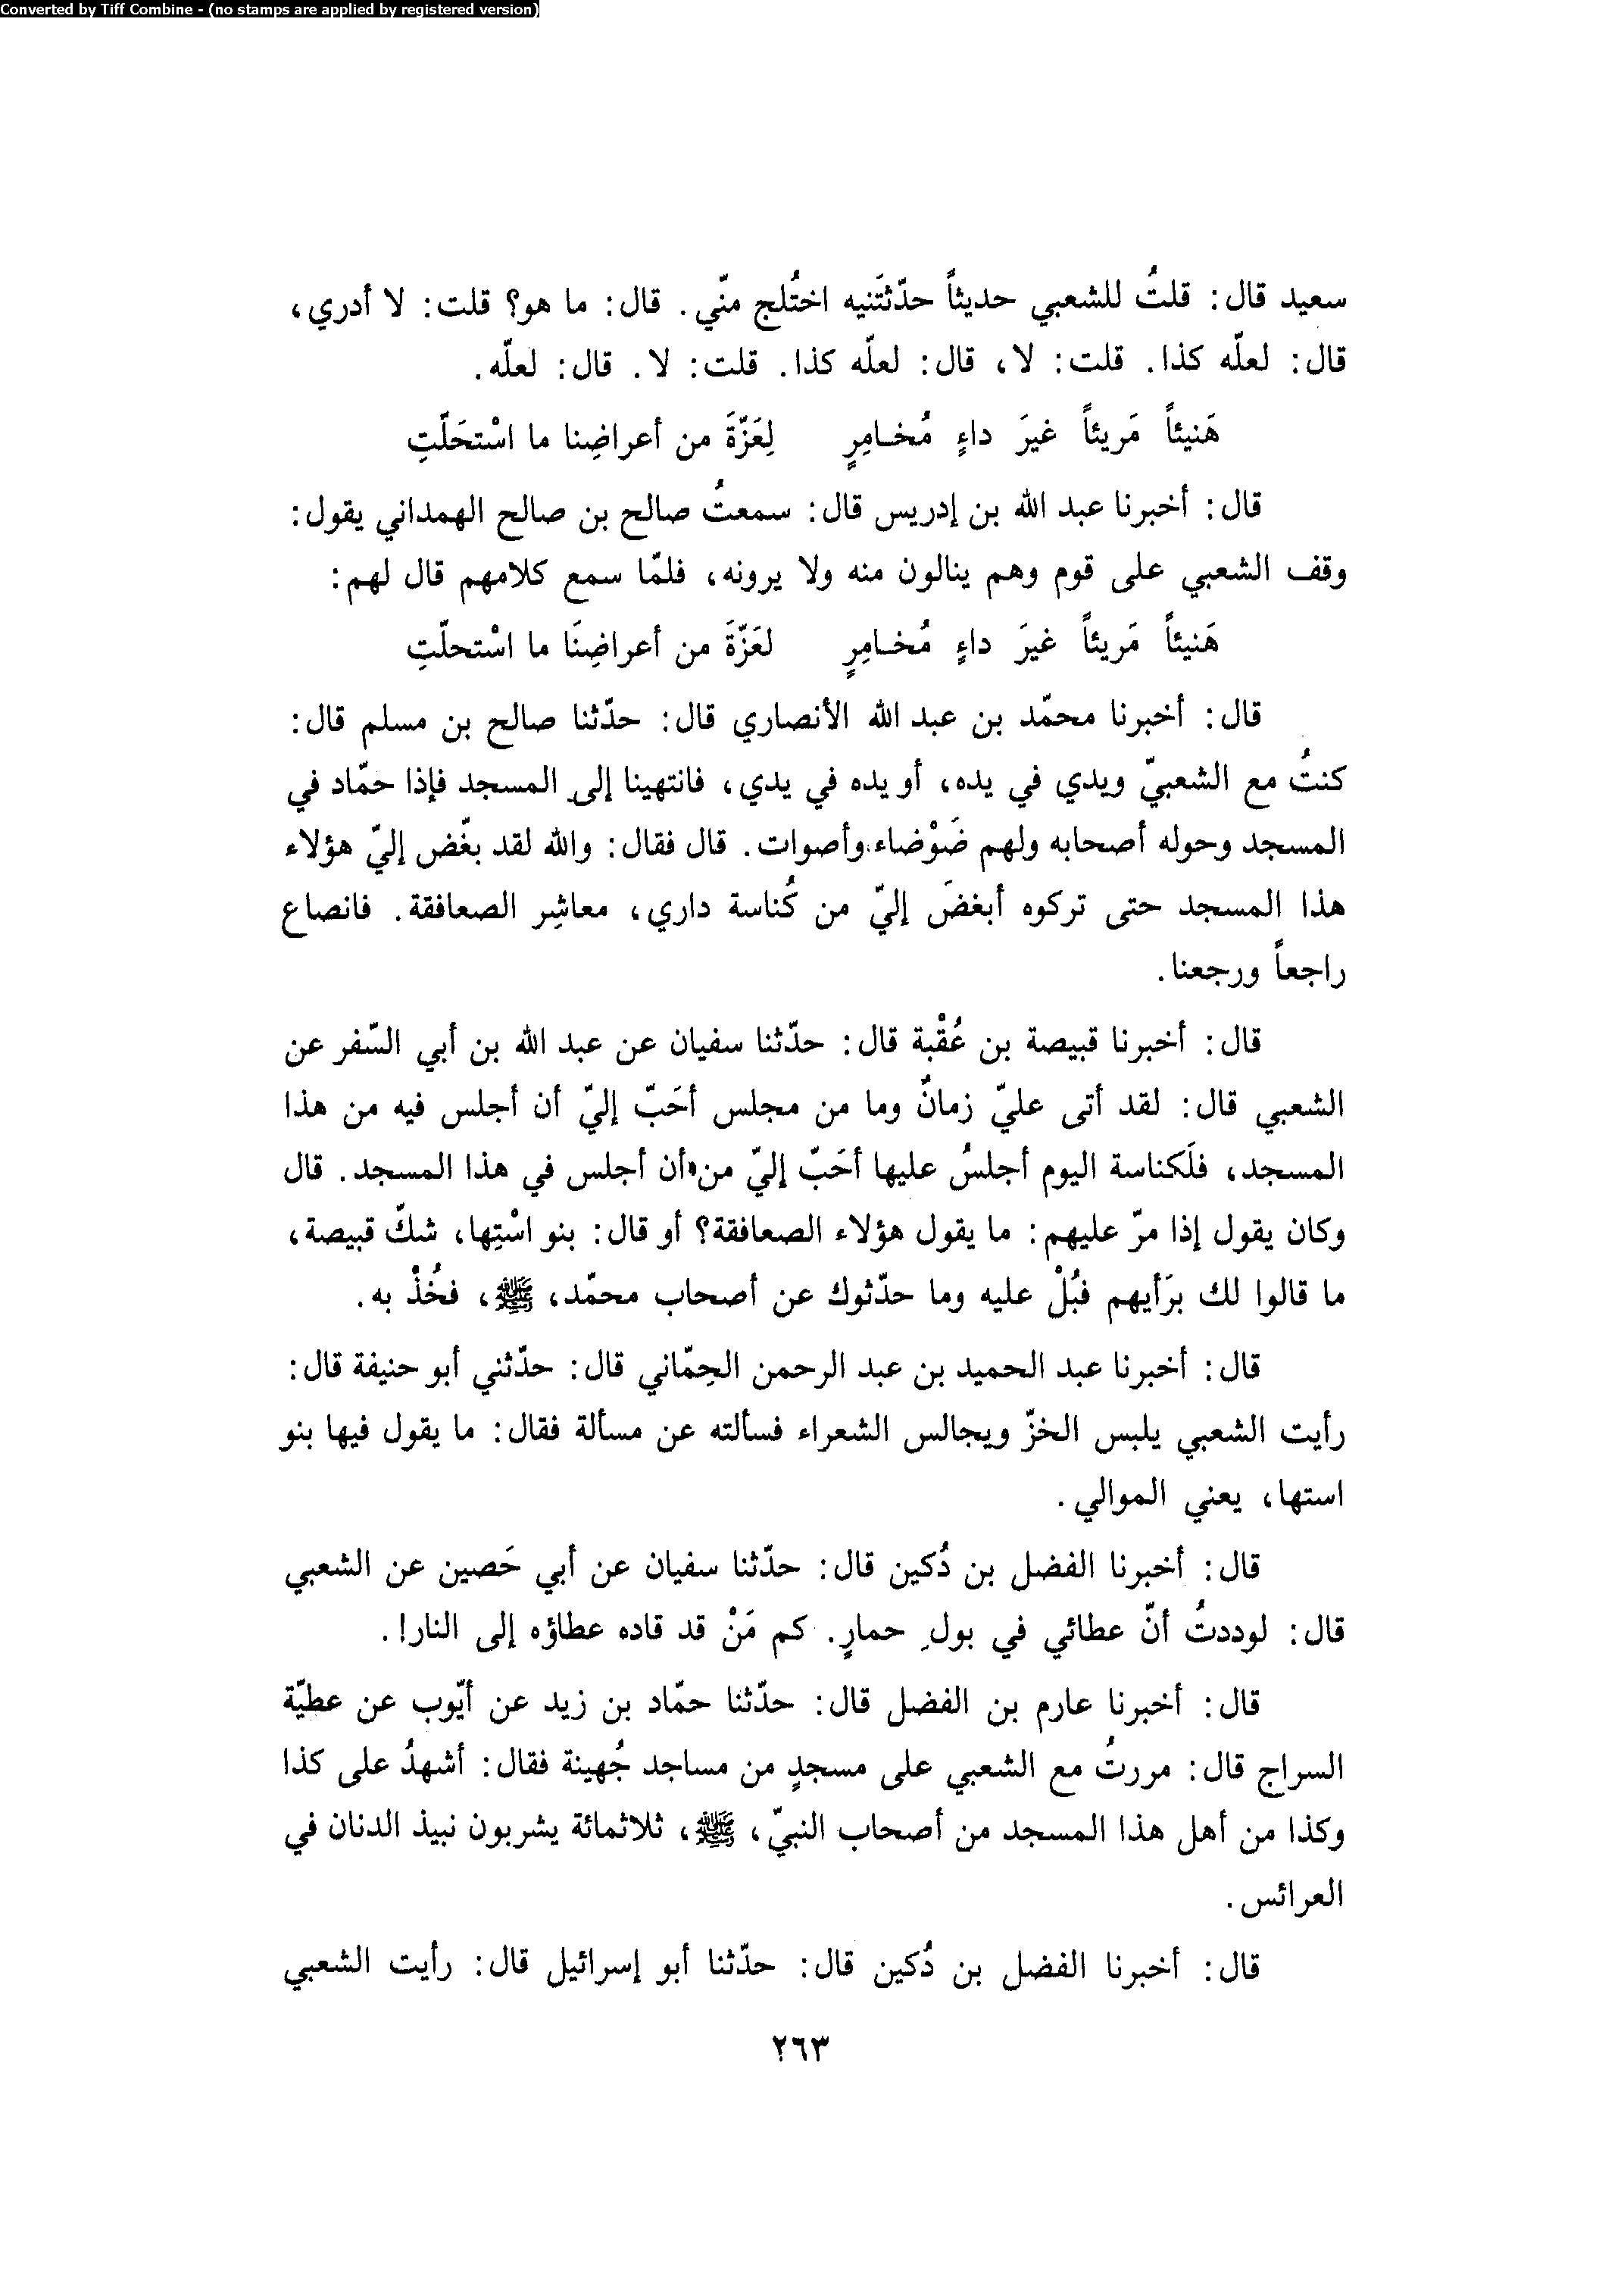 Converted by Tiff Combine - (no stamps are applied by registered version)
سعيد قال: قلتُ للشعبي حديثاً حدّثتَنيه اختُلج منّي. قال: ما هو؟ قلت: لا أدري،
قال: لعلّه كذا. قلت: لا، قال: لعلّه كذا. قلت: لا. قال: لعلّه.
هَنيئاً مَريئاً غيرَ داءٍ مُخـامِرٍ لِعَزّةَ من أعراضِنا ما اسْتحَلّتِ
قال: أخبرنا عبد الله بن إدريس قال: سمعتُ صالح بن صالح الهمداني يقول:
وقف الشعبي على قوم وهم ينالون منه ولا يرونه، فلمّا سمع كلامهم قال لهم:
هَنيئاً مَريئاً غيرَ داءٍ مُخـامِرٍ لعَزّةَ من أعراضِنَا ما اسْتحلّتِ
قال: أخبرنا محمّد بن عبد الله الأنصاري قال: حدّثنا صالح بن مسلم قال:
كنتُ مع الشعبيّ ويدي في يده، أو يده في يدي، فانتهينا إلى المسجد فإذا حمّاد في
المسجد وحوله أصحابه ولهم ضَوْضاء وأصوات. قال فقال: والله لقد بغّض إليّ هؤلاء
هذا المسجد حتى تركوه أبغضَ إليّ من كُناسة داري، معاشِر الصعافقة. فانصاع
راجعاً ورجعنا.
قال: أخبرنا قبيصة بن عُقْبة قال: حدّثنا سفيان عن عبد الله بن أبي السّفر عن
الشعبي قال: لقد أتى عليّ زمانٌ وما من مجلس أحَبّ إليّ أن أجلس فيه من هذا
المسجد، فلَكناسة اليوم أجلسُ عليها أحَبّ إليّ من أن أجلس في هذا المسجد. قال
وكان يقول إذا مرّ عليهم: ما يقول هؤلاء الصعافقة؟ أو قال: بنو اسْتِها، شكّ قبيصة،
ما قالوا لك برَأيهم فبُلْ عليه وما حدّثوك عن أصحاب محمّد، ﷺ، فخُذْ به.
قال: أخبرنا عبد الحميد بن عبد الرحمن الحِمّاني قال: حدّثني أبو حنيفة قال:
رأيت الشعبي يلبس الخزّ ويجالس الشعراء فسألته عن مسألة فقال: ما يقول فيها بنو
استها، يعني الموالي.
قال: أخبرنا الفضل بن دُكين قال: حدّثنا سفيان عن أبي حَصين عن الشعبي
قال: لوددتُ أنّ عطائي في بولِ حمارٍ. كم مَنْ قد قاده عطاؤه إلى النار!.
قال: أخبرنا عارم بن الفضل قال: حدّثنا حمّاد بن زيد عن أيّوب عن عطيّة
السراج قال: مررتُ مع الشعبي على مسجدٍ من مساجد جُهينة فقال: أشهدُ على كذا
وكذا من أهل هذا المسجد من أصحاب النبيّ، ﷺ، ثلاثمائة يشربون نبيذ الدنان في
العرائس.
قال: أخبرنا الفضل بن دُكين قال: حدّثنا أبو إسرائيل قال: رأيت الشعبي
٢٦٣